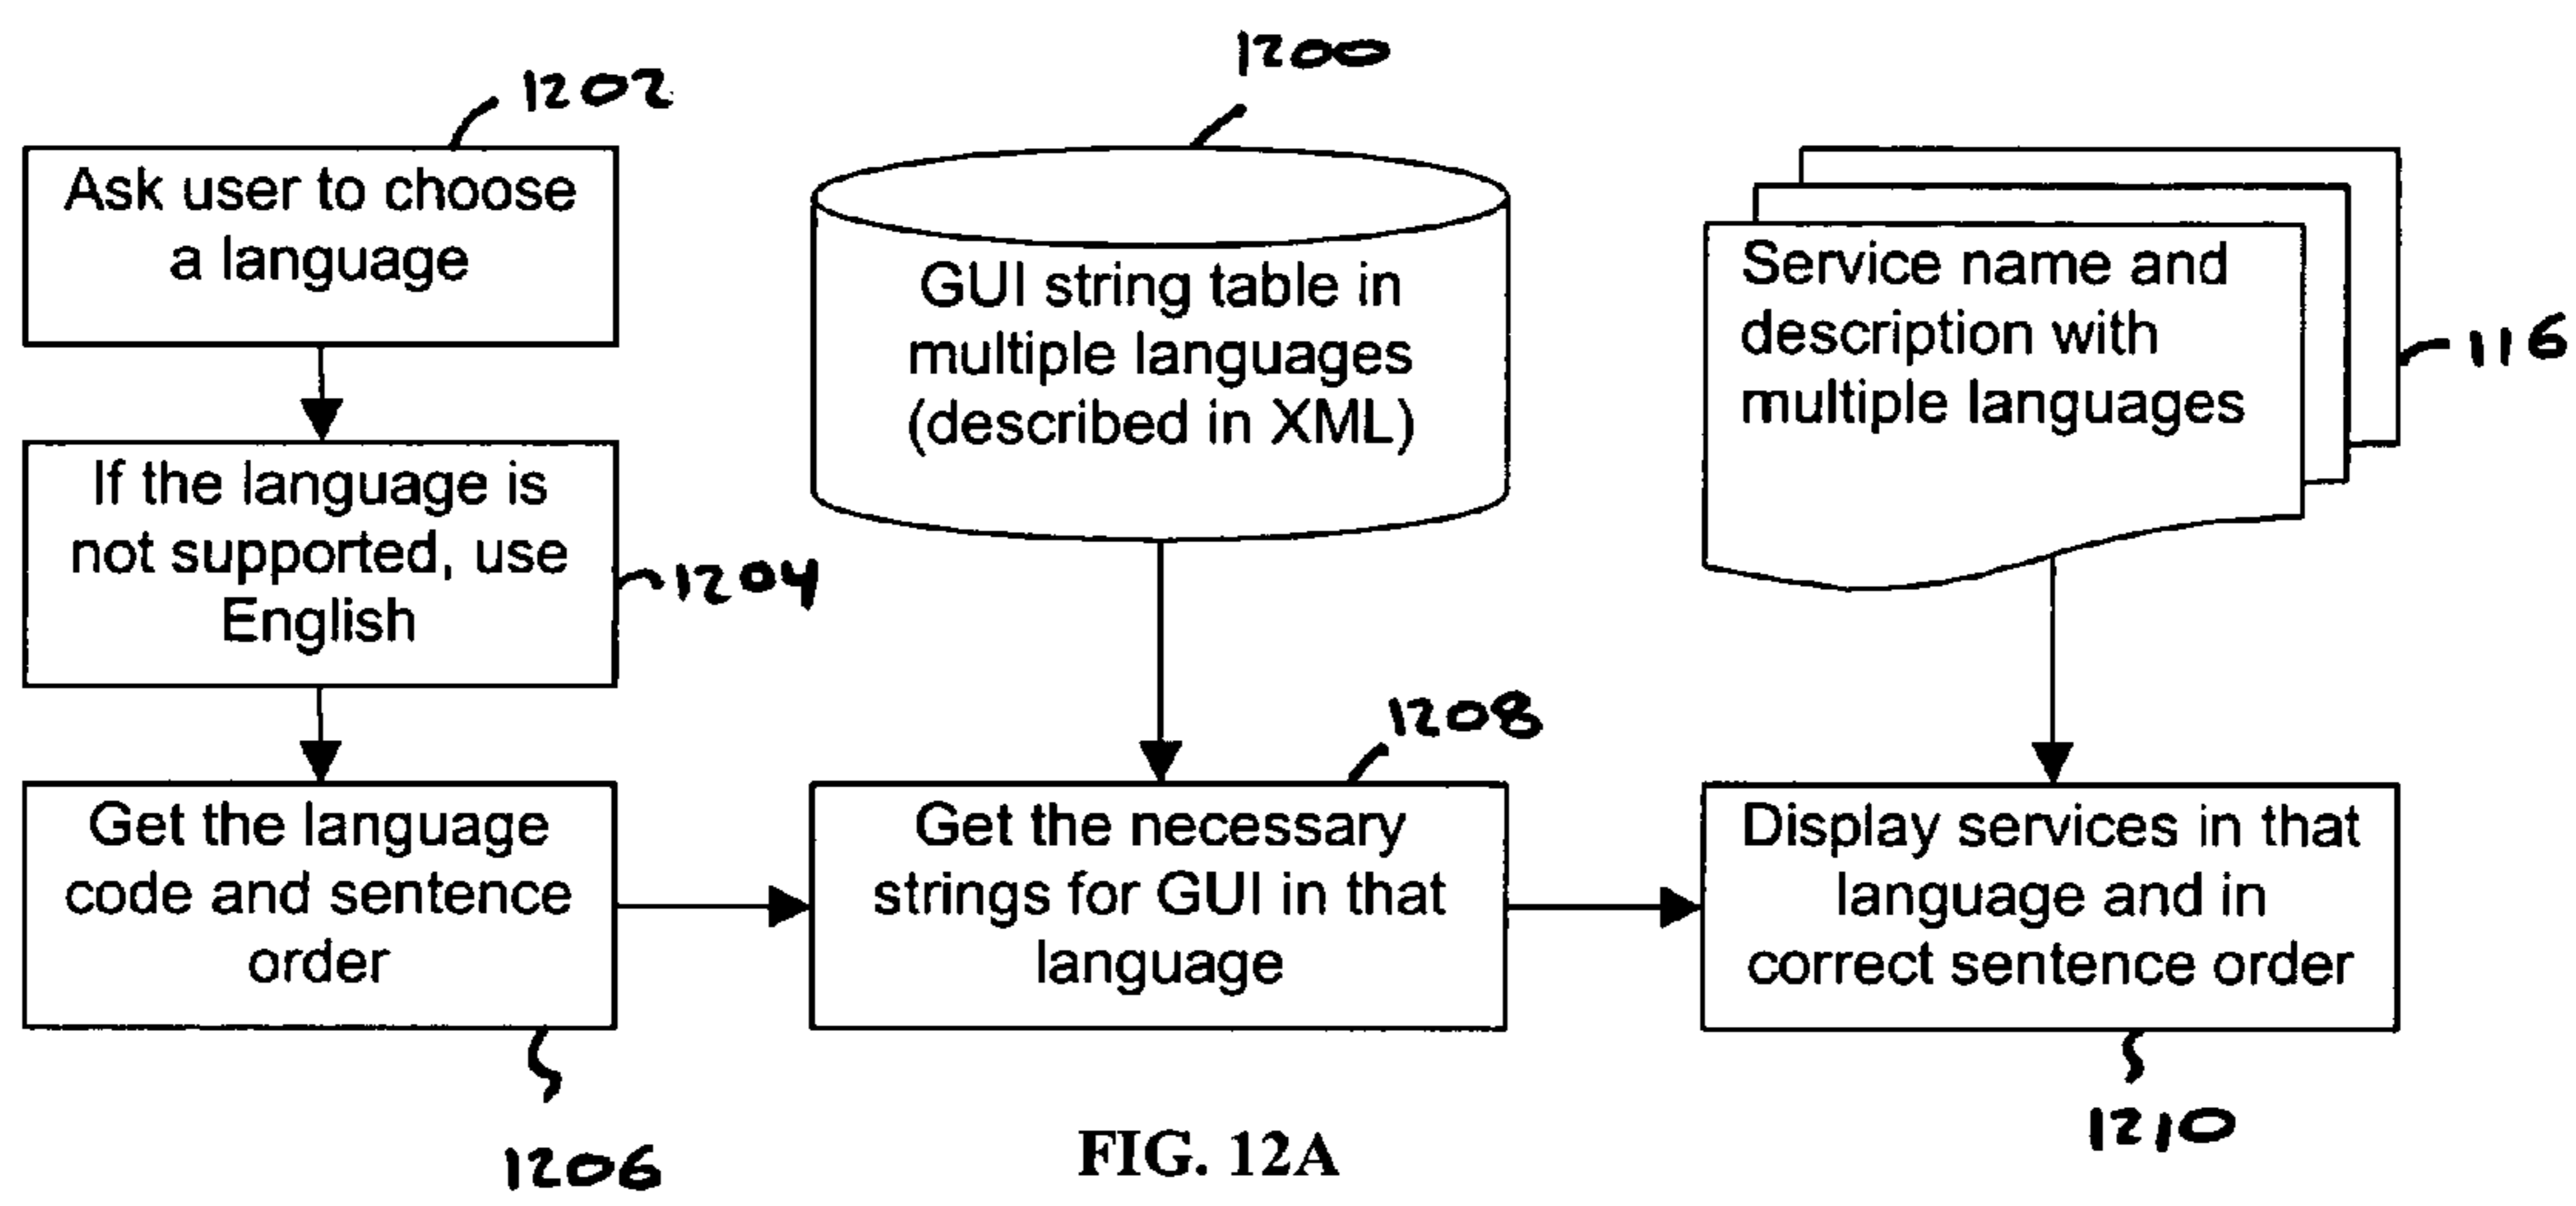 1202
Ask user to choose
a language
If the language is
not supported, use
English
1204
Get the language
code and sentence
order
1206
1200
GUI string table in
multiple languages
(described in XML)
1208
Get the necessary
strings for GUI in that
language
Service name and
description with
multiple languages
116
Display services in that
language and in
correct sentence order
1210
FIG. 12A